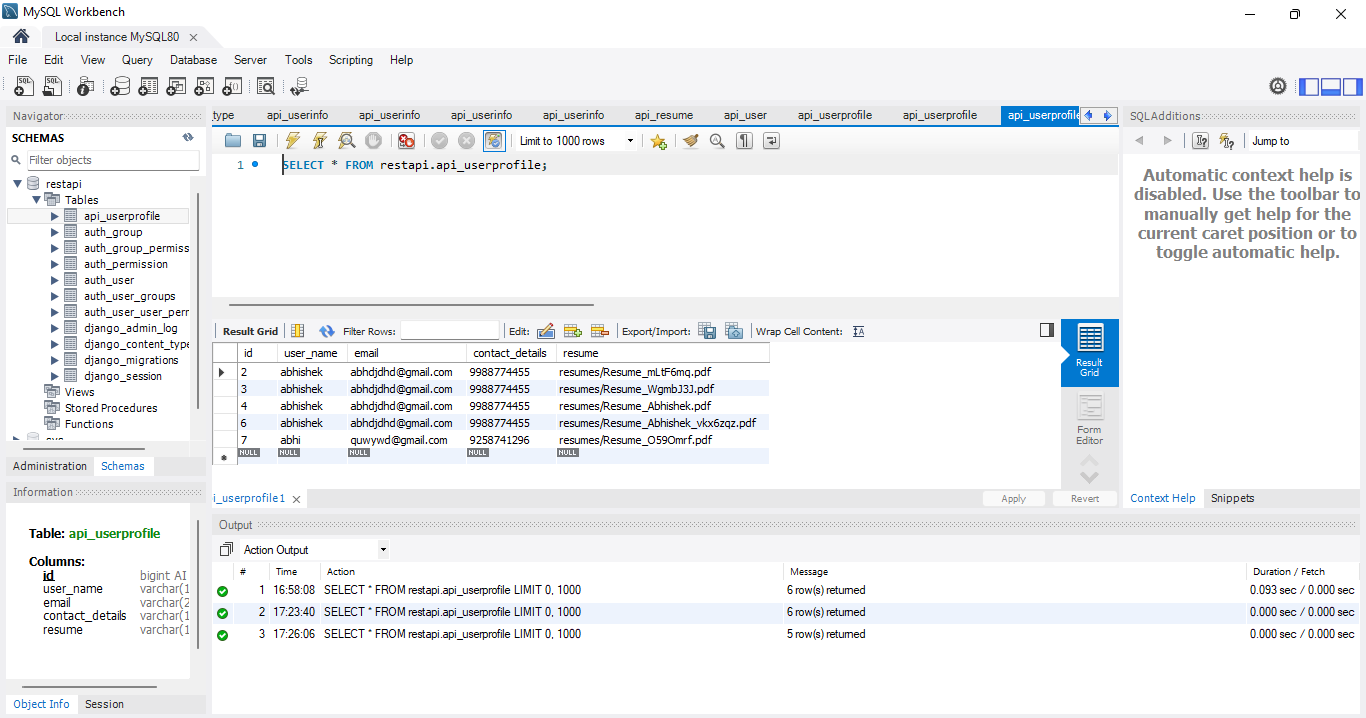 MySQL Workbench
Local instance MySQL80
File Edit View Query Database Server Tools Scripting Help
Navigator
SCHEMAS
Filter objects
restapi
Tables
api_userprofile
auth_group
auth_group_permiss
auth_permission
auth_user
auth_user_groups
auth_user_user_perr
django_admin_log
django_content_type
django_migrations
django_session
Views
Stored Procedures
Functions
Administration Schemas
Information
Table: api_userprofile
Columns:
id bigint AI
user_name varchar(1
email varchar(2
contact_details varchar(1
resume varchar(1
Object Info Session
type api_userinfo api_userinfo api_userinfo api_userinfo api_resume api_user api_userprofile api_userprofile api_userprofile
Limit to 1000 rows
1 SELECT * FROM restapi.api_userprofile;
Result Grid Filter Rows: Edit: Export/Import: Wrap Cell Content:
id user_name email contact_details resume
2 abhishek abhdjdhd@gmail.com 9988774455 resumes/Resume_mLtF6mq.pdf
3 abhishek abhdjdhd@gmail.com 9988774455 resumes/Resume_WgmbJ3J.pdf
4 abhishek abhdjdhd@gmail.com 9988774455 resumes/Resume_Abhishek.pdf
6 abhishek abhdjdhd@gmail.com 9988774455 resumes/Resume_Abhishek_vkx6zqz.pdf
7 abhi quwywd@gmail.com 9258741296 resumes/Resume_O59Omrf.pdf
NULL NULL NULL NULL NULL
Result
Grid
Form
Editor
i_userprofile1
Apply Revert
SQLAdditions
Jump to
Automatic context help is
disabled. Use the toolbar to
manually get help for the
current caret position or to
toggle automatic help.
Context Help Snippets
Output
Action Output
# Time Action Message Duration / Fetch
1 16:58:08 SELECT * FROM restapi.api_userprofile LIMIT 0, 1000 6 row(s) returned 0.093 sec / 0.000 sec
2 17:23:40 SELECT * FROM restapi.api_userprofile LIMIT 0, 1000 6 row(s) returned 0.000 sec / 0.000 sec
3 17:26:06 SELECT * FROM restapi.api_userprofile LIMIT 0, 1000 5 row(s) returned 0.000 sec / 0.000 sec